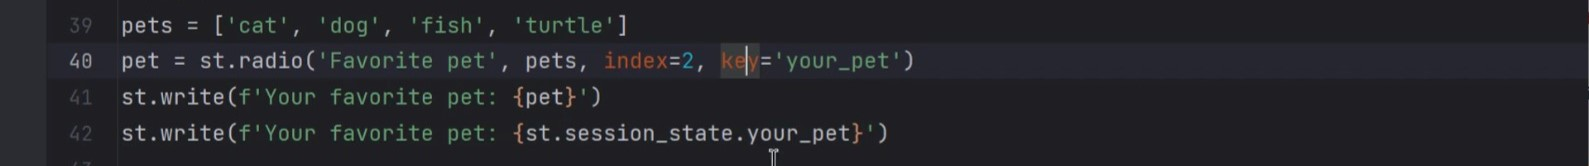 39 pets = ['cat', 'dog', 'fish', 'turtle']
40 pet = st.radio('Favorite pet', pets, index=2, key='your_pet')
41 st.write(f'Your favorite pet: {pet}')
42 st.write(f'Your favorite pet: {st.session_state.your_pet}')